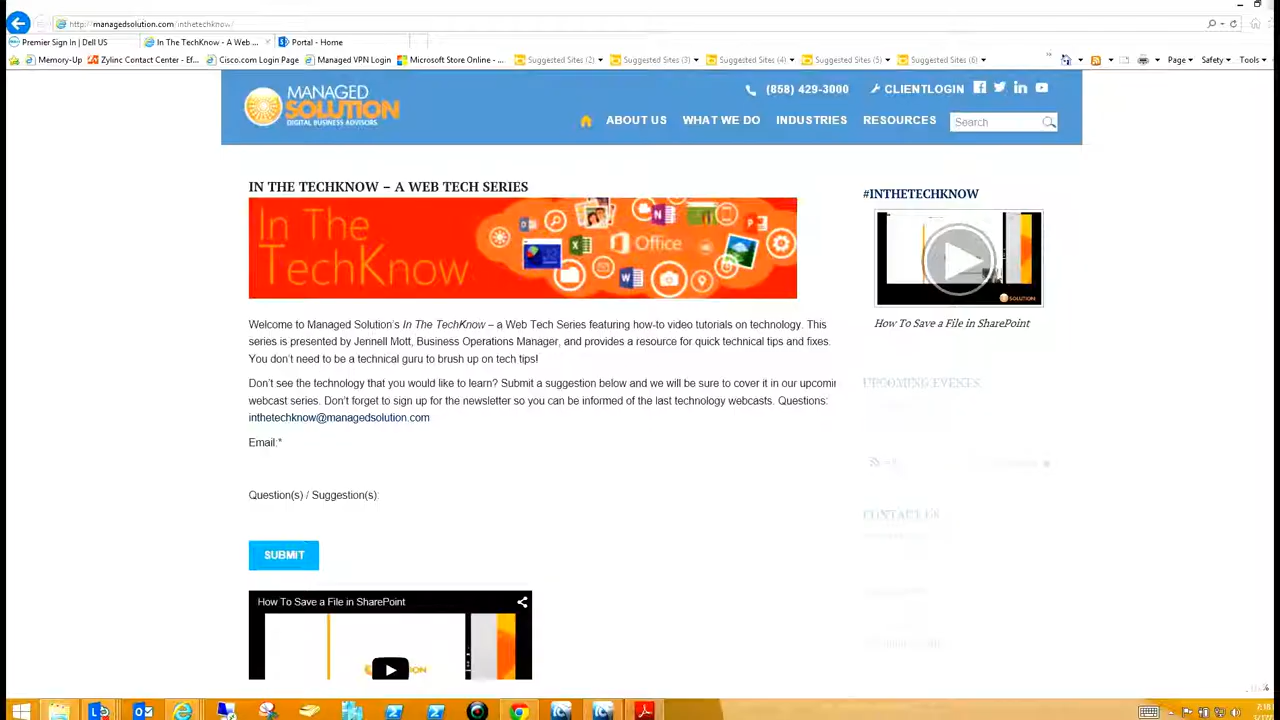 http://managedsolution.com/inthetechknow/
Premier Sign In | Dell US
In The TechKnow - A Web ...
Portal - Home
Memory-Up
Zylinc Contact Center - Ef...
Cisco.com Login Page
Managed VPN Login
Microsoft Store Online - ...
Suggested Sites (2)
Suggested Sites (3)
Suggested Sites (4)
Suggested Sites (5)
Suggested Sites (6)
Page
Safety
Tools
MANAGED
SOLUTION
DIGITAL BUSINESS ADVISORS
(858) 429-3000
CLIENTLOGIN
ABOUT US
WHAT WE DO
INDUSTRIES
RESOURCES
Search
IN THE TECHKNOW – A WEB TECH SERIES
In The
TechKnow
Office
#INTHETECHKNOW
SOLUTION
How To Save a File in SharePoint
Welcome to Managed Solution's In The TechKnow – a Web Tech Series featuring how-to video tutorials on technology. This
series is presented by Jennell Mott, Business Operations Manager, and provides a resource for quick technical tips and fixes.
You don't need to be a technical guru to brush up on tech tips!
Don't see the technology that you would like to learn? Submit a suggestion below and we will be sure to cover it in our upcomin
webcast series. Don't forget to sign up for the newsletter so you can be informed of the last technology webcasts. Questions:
inthetechknow@managedsolution.com
Email:*
Question(s) / Suggestion(s):
SUBMIT
UPCOMING EVENTS
CONTACT US
How To Save a File in SharePoint